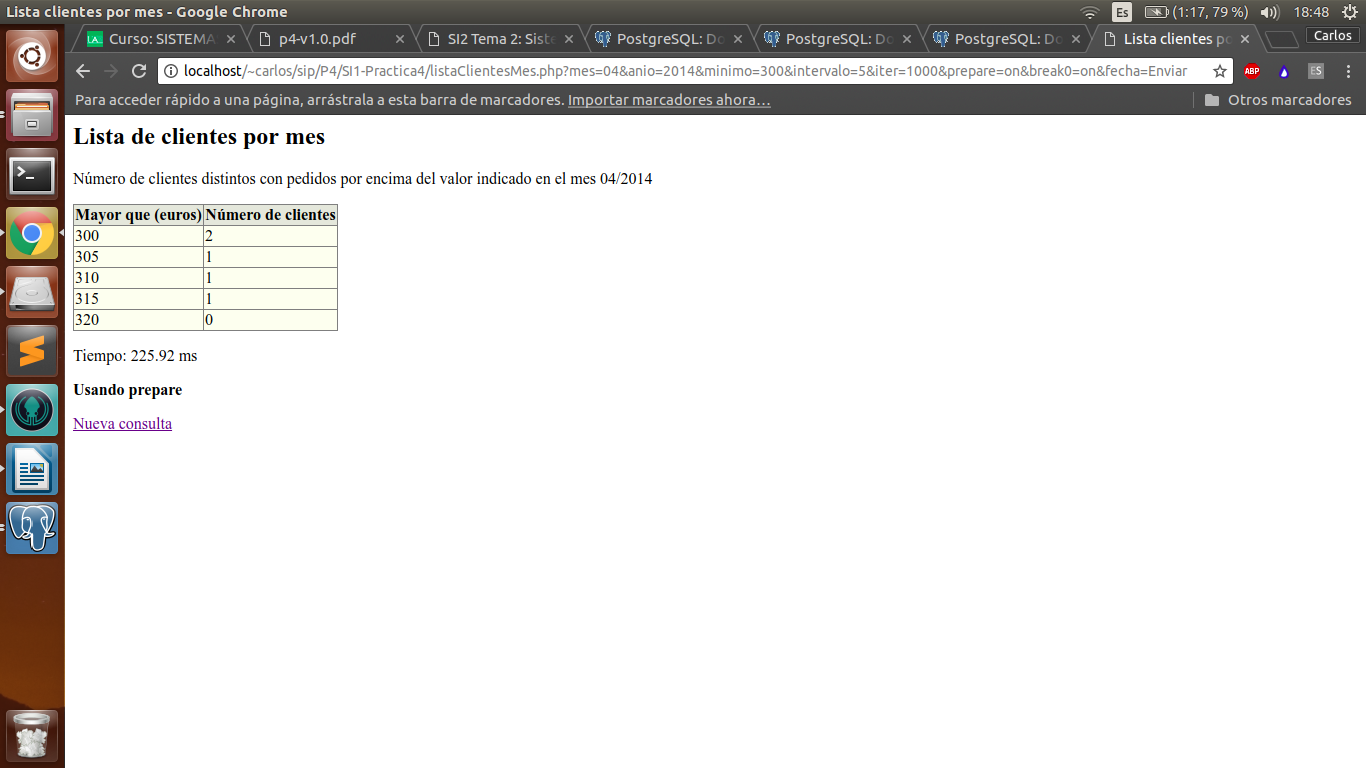 Lista clientes por mes - Google Chrome
Es (1:17, 79 %) 18:48
Curso: SISTEMA
p4-v1.0.pdf
SI2 Tema 2: Siste
PostgreSQL: Do
PostgreSQL: Do
PostgreSQL: Do
Lista clientes po
Carlos
localhost/~carlos/sip/P4/SI1-Practica4/listaClientesMes.php?mes=04&anio=2014&minimo=300&intervalo=5&iter=1000&prepare=on&break0=on&fecha=Enviar
ABP
ES
Para acceder rápido a una página, arrástrala a esta barra de marcadores. Importar marcadores ahora...
Otros marcadores
Lista de clientes por mes
Número de clientes distintos con pedidos por encima del valor indicado en el mes 04/2014
Mayor que (euros) Número de clientes
300 2
305 1
310 1
315 1
320 0
Tiempo: 225.92 ms
Usando prepare
Nueva consulta